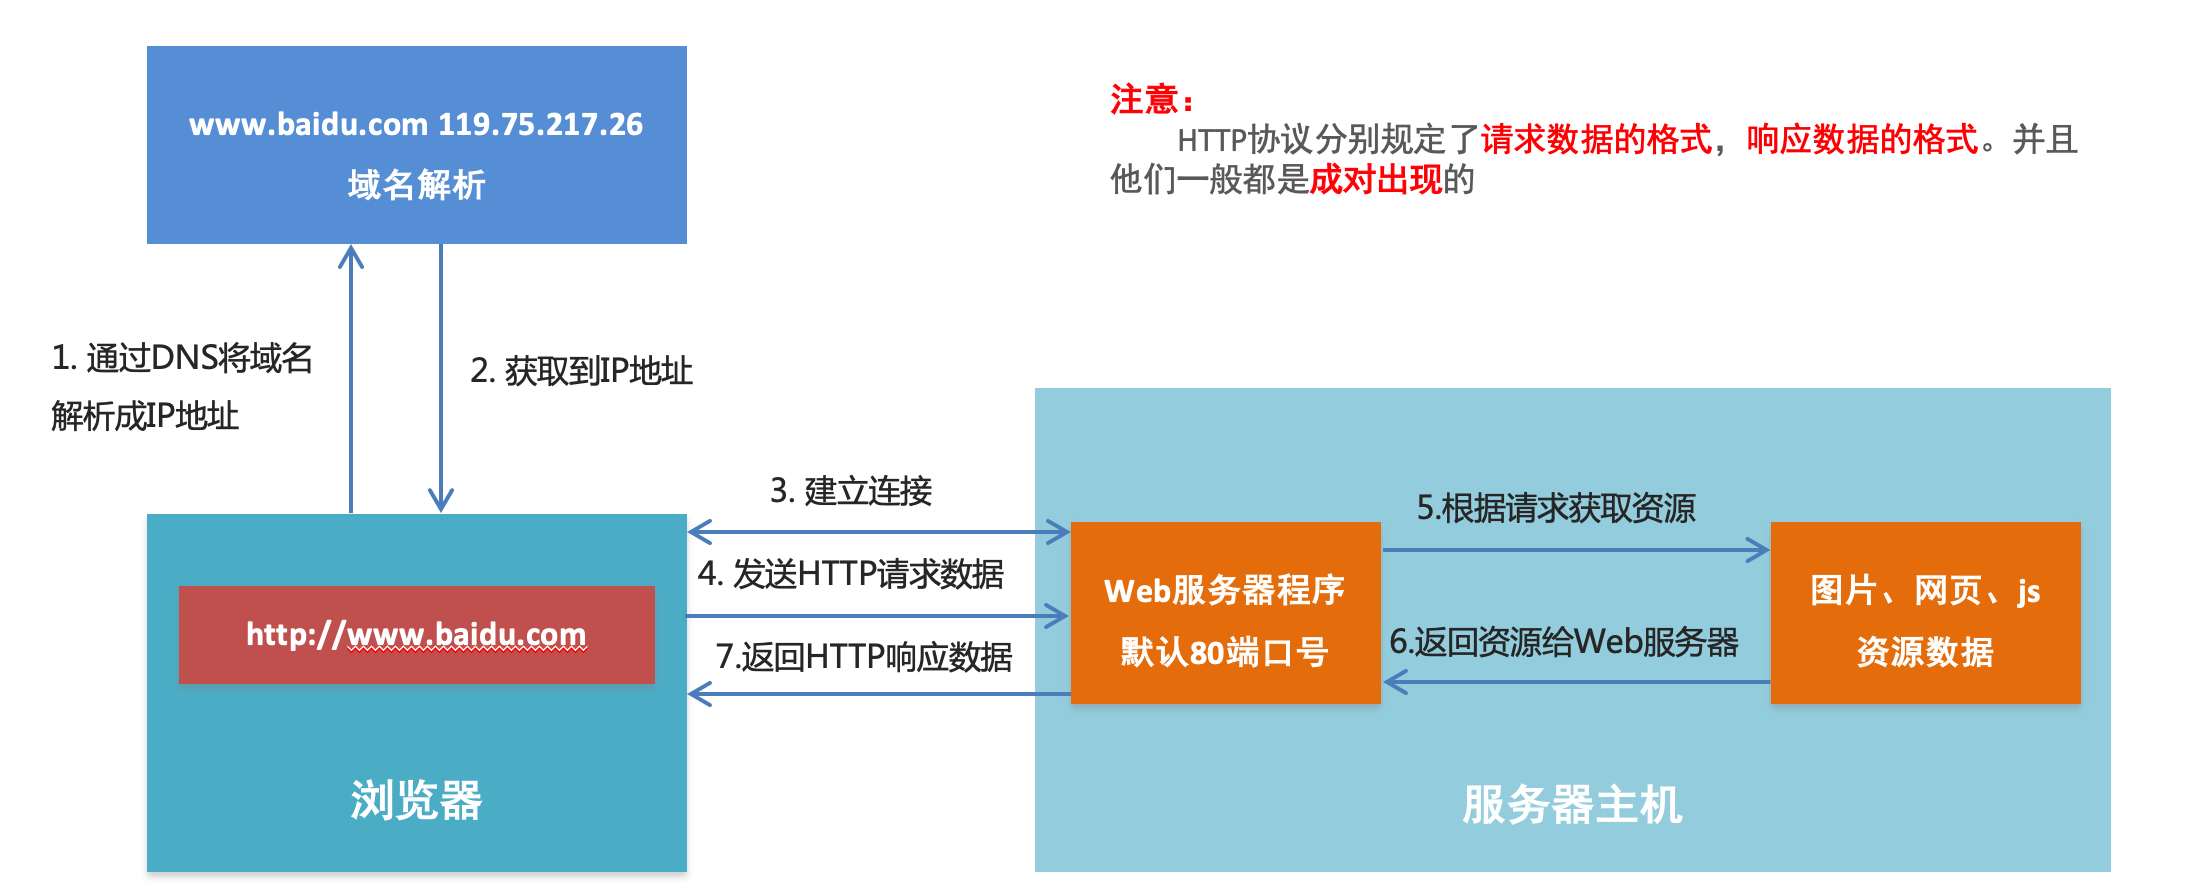 www.baidu.com 119.75.217.26
域名解析
注意：
HTTP协议分别规定了请求数据的格式，响应数据的格式。并且
他们一般都是成对出现的
1. 通过DNS将域名
解析成IP地址
2. 获取到IP地址
3. 建立连接
4. 发送HTTP请求数据
7.返回HTTP响应数据
http://www.baidu.com
浏览器
Web服务器程序
默认80端口号
5.根据请求获取资源
6.返回资源给Web服务器
图片、网页、js
资源数据
服务器主机